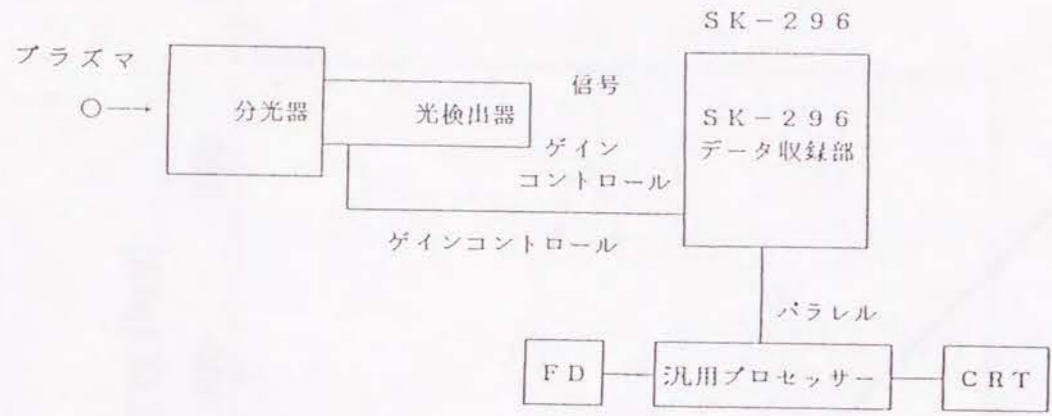 SK-296
プラズマ
分光器
光検出器
信号
SK-296
データ収録部
ゲイン
コントロール
ゲインコントロール
パラレル
FD
汎用プロセッサー
CRT